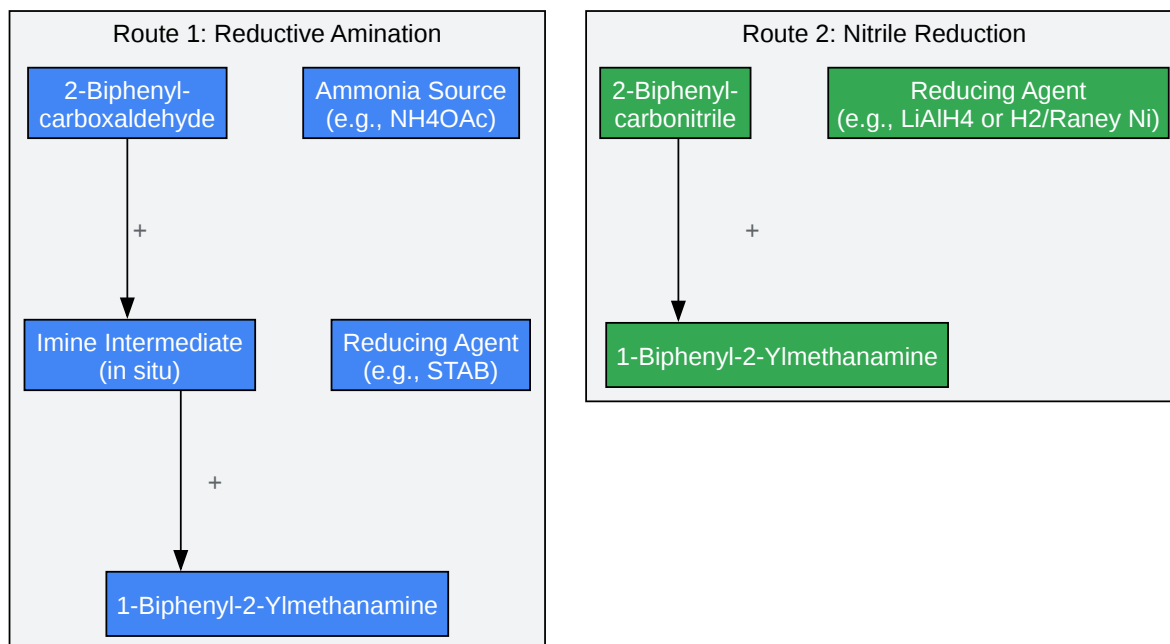 Route 1: Reductive Amination
2-Biphenyl-
carboxaldehyde
Ammonia Source
(e.g., NH4OAc)
+
Imine Intermediate
(in situ)
Reducing Agent
(e.g., STAB)
+
1-Biphenyl-2-Ylmethanamine
Route 2: Nitrile Reduction
2-Biphenyl-
carbonitrile
Reducing Agent
(e.g., LiAlH4 or H2/Raney Ni)
+
1-Biphenyl-2-Ylmethanamine